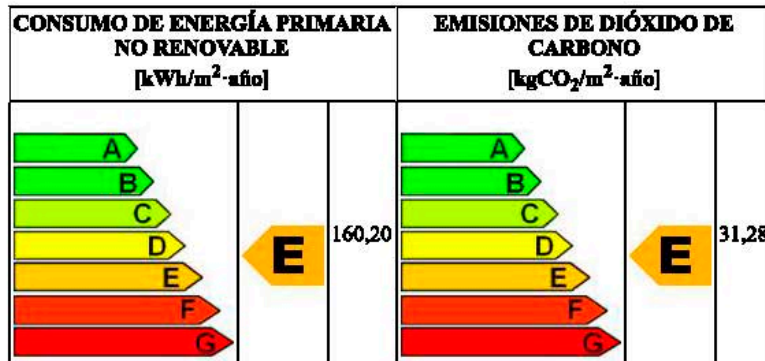 CONSUMO DE ENERGÍA PRIMARIA
NO RENOVABLE
[kWh/m²·año]
A
B
C
D
E
F
G
E
160,20
EMISIONES DE DIÓXIDO DE
CARBONO
[kgCO₂/m²·año]
A
B
C
D
E
F
G
E
31,28